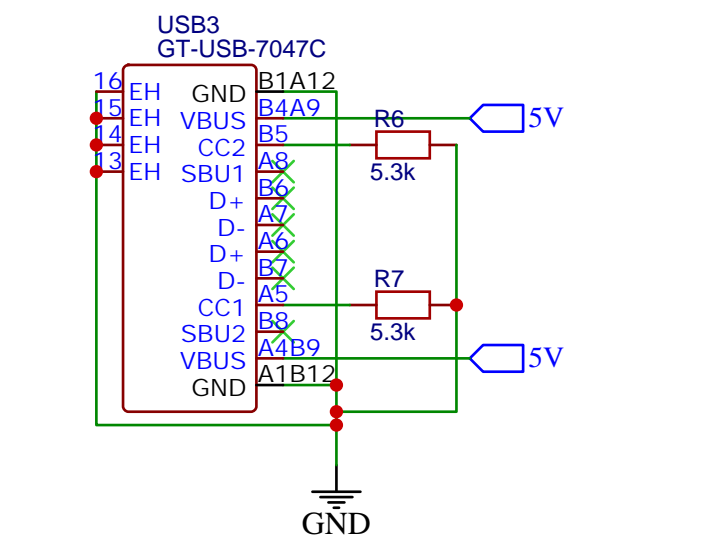 USB3
GT-USB-7047C
16 EH GND B1A12
15 EH VBUS B4A9 5V
14 EH CC2 B5 R6
13 EH SBU1 A8 5.3k
D+ B6
D- A7
D+ A6
D- B7 R7
CC1 A5
SBU2 B8 5.3k
VBUS A4B9 5V
GND A1B12
GND